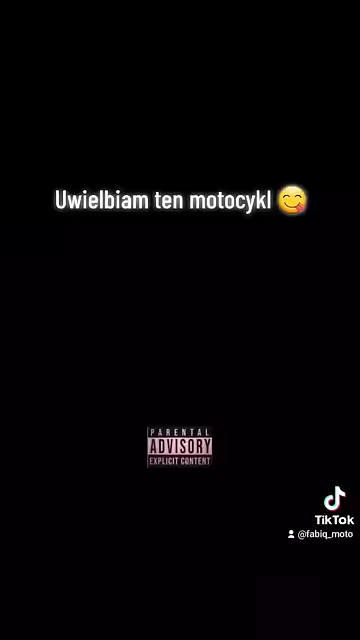 Uwielbiam ten motocykl 😋
PARENTAL
ADVISORY
EXPLICIT CONTENT
TikTok
@fabiq_moto